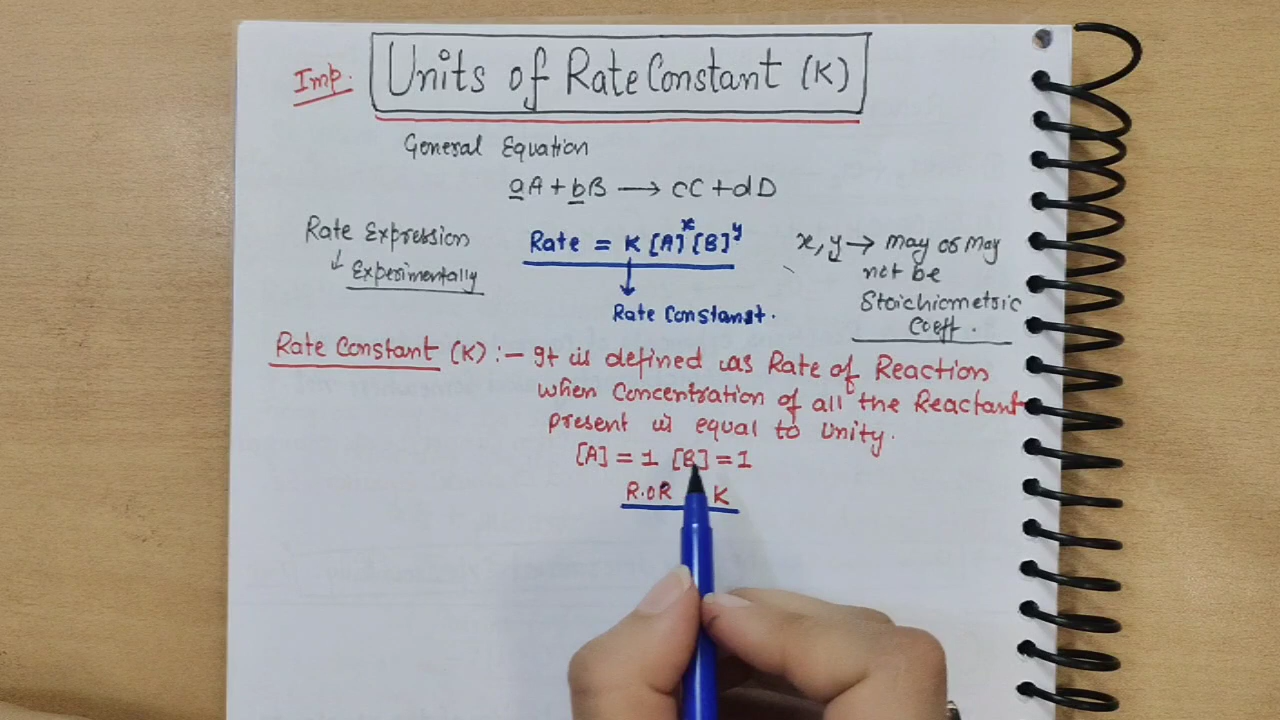 Imp. Units of Rate Constant (K)
General Equation
aA + bB → cC + dD
Rate Expression
↓ Experimentally
Rate = K [A]^x [B]^y
Rate Constant.
x, y → may or may
not be
Stoichiometric
Coeff.
Rate Constant (K) :– It is defined as Rate of Reaction
when Concentration of all the Reactant
present is equal to Unity.
[A] = 1 [B] = 1
R.OR K